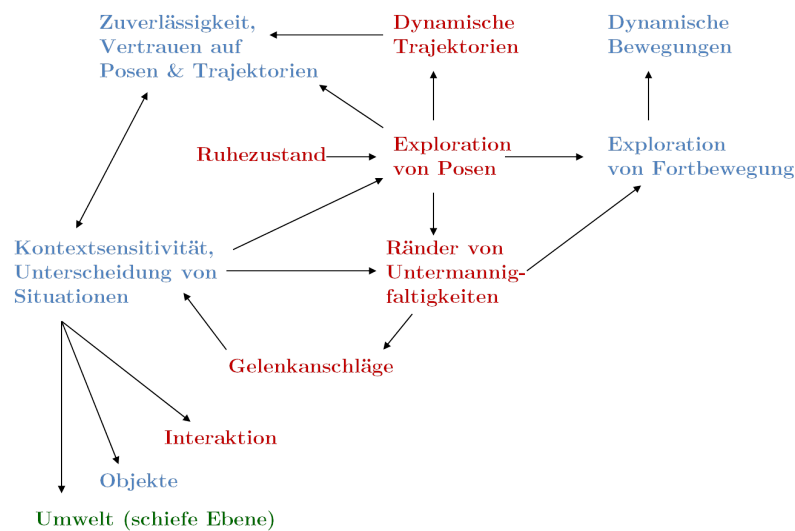 Zuverlässigkeit,
Vertrauen auf
Posen & Trajektorien
Dynamische
Trajektorien
Dynamische
Bewegungen
Ruhezustand
Exploration
von Posen
Exploration
von Fortbewegung
Kontextsensitivität,
Unterscheidung von
Situationen
Ränder von
Untermannig-
faltigkeiten
Gelenkanschläge
Interaktion
Objekte
Umwelt (schiefe Ebene)